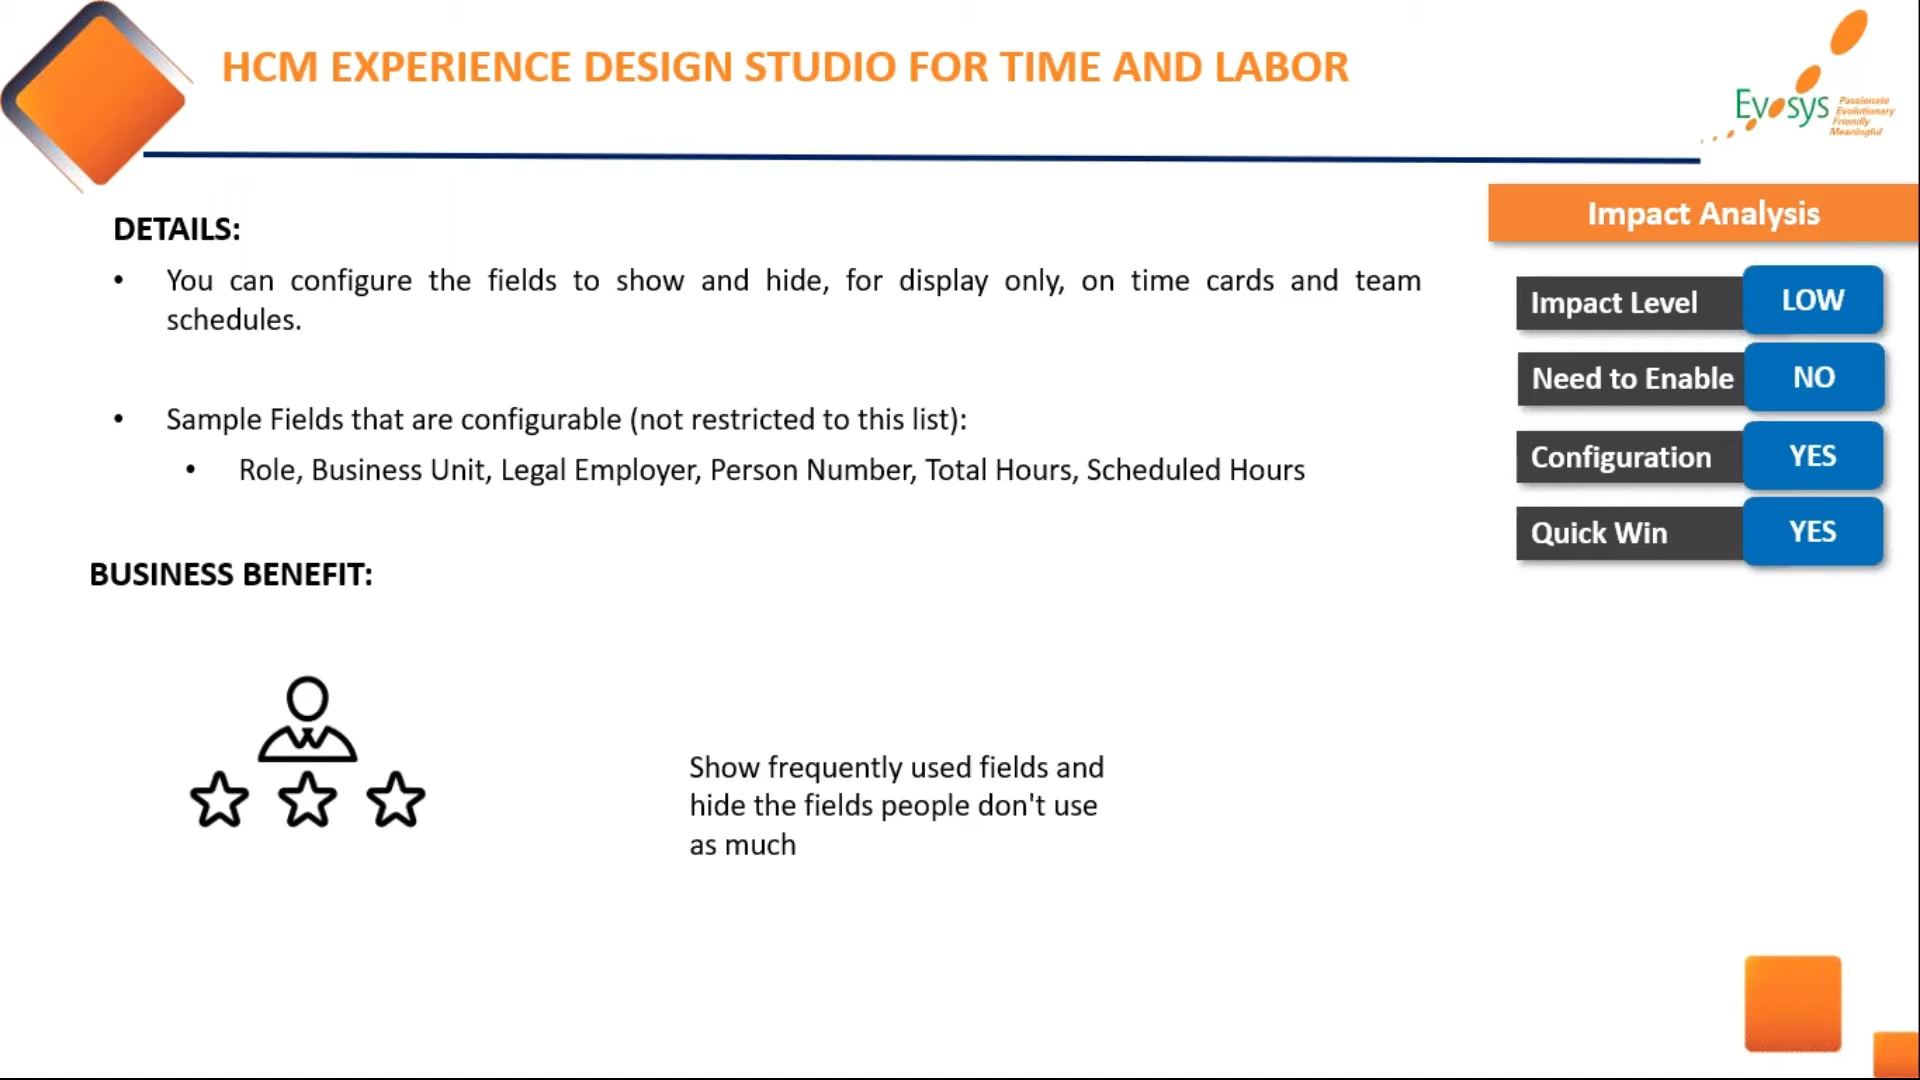 HCM EXPERIENCE DESIGN STUDIO FOR TIME AND LABOR
Evosys
Passionate
Evolutionary
Friendly
Meaningful
DETAILS:
• You can configure the fields to show and hide, for display only, on time cards and team
schedules.
• Sample Fields that are configurable (not restricted to this list):
• Role, Business Unit, Legal Employer, Person Number, Total Hours, Scheduled Hours
BUSINESS BENEFIT:
Show frequently used fields and
hide the fields people don't use
as much
Impact Analysis
Impact Level LOW
Need to Enable NO
Configuration YES
Quick Win YES